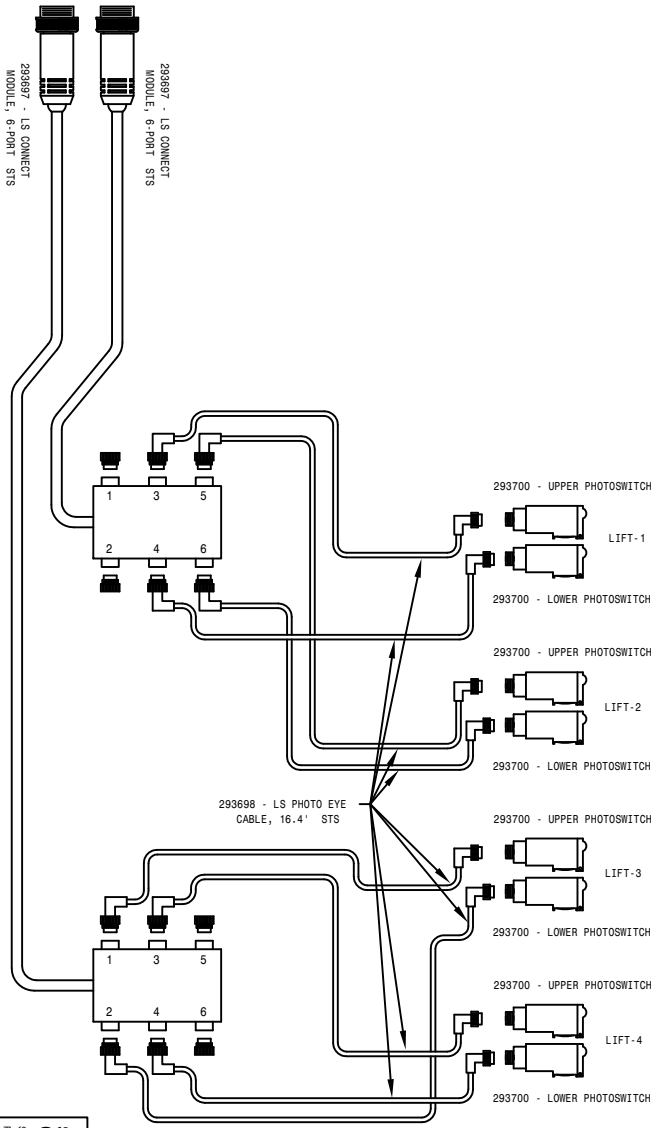 293697 - LS CONNECT
MODULE, 6-PORT STS
293697 - LS CONNECT
MODULE, 6-PORT STS
1 3 5
2 4 6
293700 - UPPER PHOTOSWITCH
LIFT-1
293700 - LOWER PHOTOSWITCH
293700 - UPPER PHOTOSWITCH
LIFT-2
293700 - LOWER PHOTOSWITCH
293698 - LS PHOTO EYE
CABLE, 16.4' STS
293700 - UPPER PHOTOSWITCH
LIFT-3
293700 - LOWER PHOTOSWITCH
1 3 5
2 4 6
293700 - UPPER PHOTOSWITCH
LIFT-4
293700 - LOWER PHOTOSWITCH